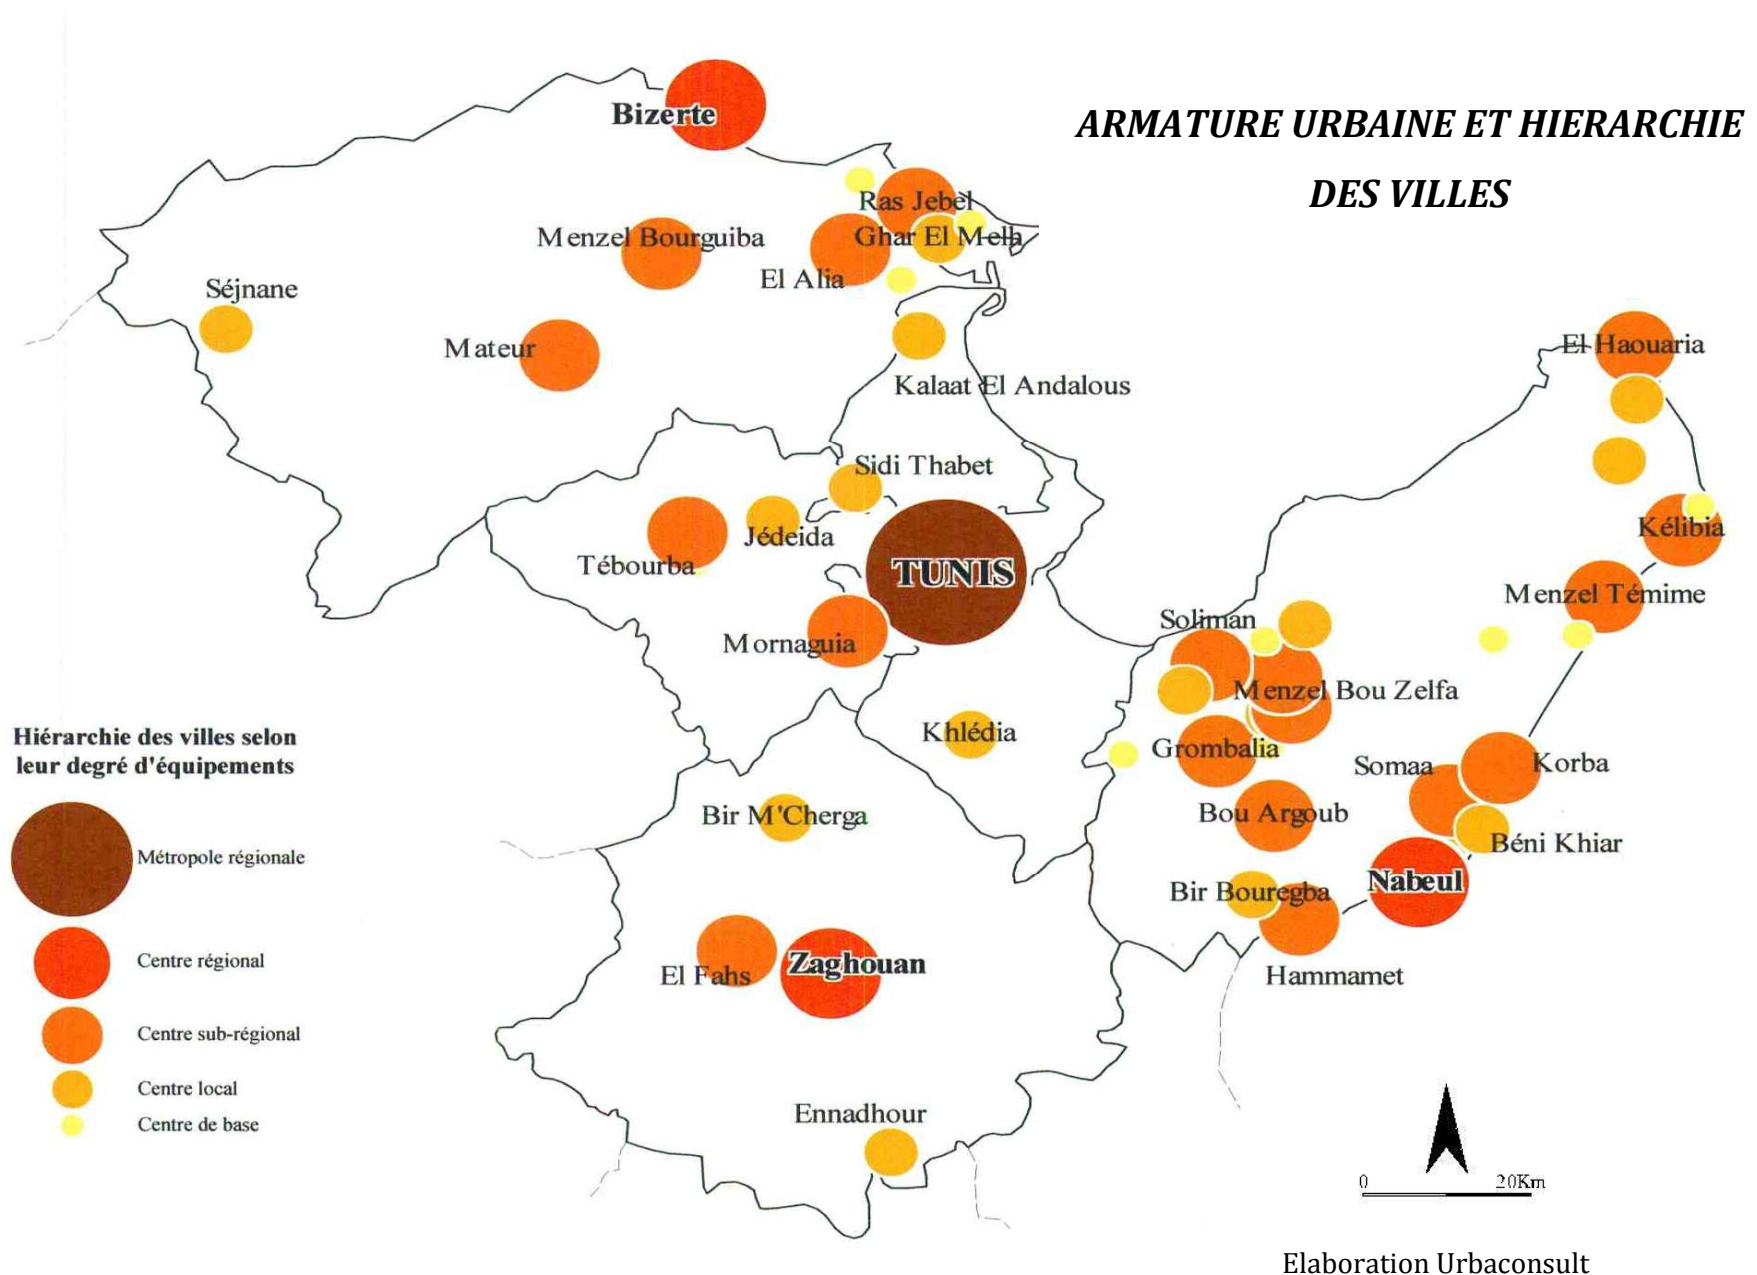 ARMATURE URBAINE ET HIERARCHIE
DES VILLES
Bizerte
Ras Jebel
Menzel Bourguiba
Ghar El Melh
El Alia
Séjnane
Mateur
Kalaat El Andalous
El Haouaria
Sidi Thabet
Jédeida
Kélibia
Tébourba
TUNIS
Menzel Témime
Soliman
Mornaguia
Menzel Bou Zelfa
Khlédia
Grombalia
Somaa
Korba
Bir M'Cherga
Bou Argoub
Béni Khiar
Nabeul
Bir Bouregba
El Fahs
Zaghouan
Hammamet
Ennadhour
Hiérarchie des villes selon
leur degré d'équipements
Métropole régionale
Centre régional
Centre sub-régional
Centre local
Centre de base
0 20Km
Elaboration Urbaconsult